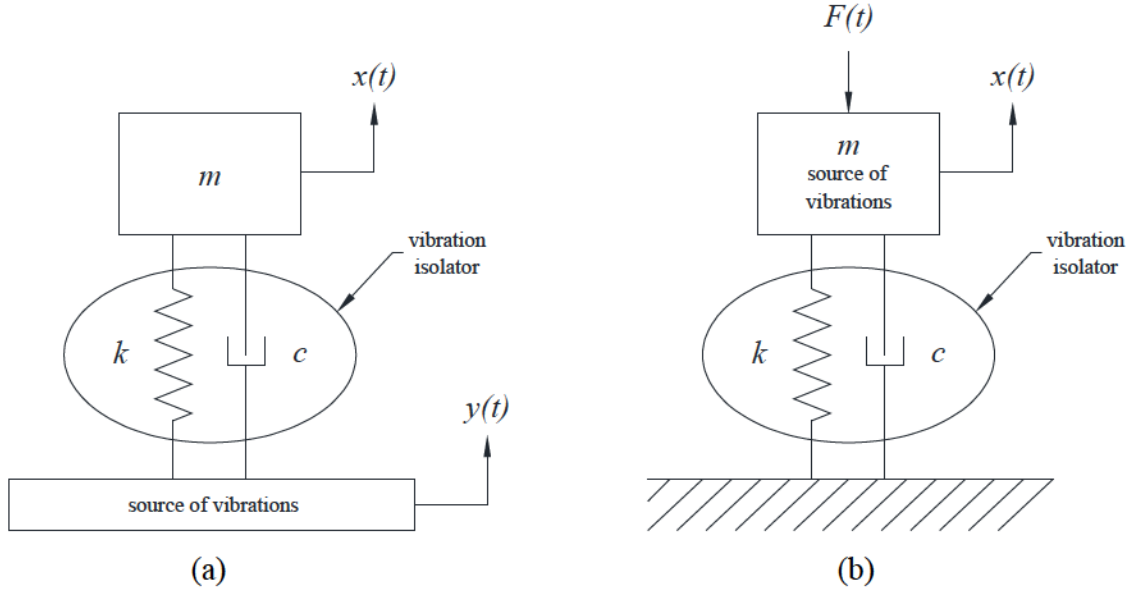 F(t)
x(t)
x(t)
m
m
source of
vibrations
vibration
isolator
vibration
isolator
k
c
k
c
y(t)
source of vibrations
(a)
(b)